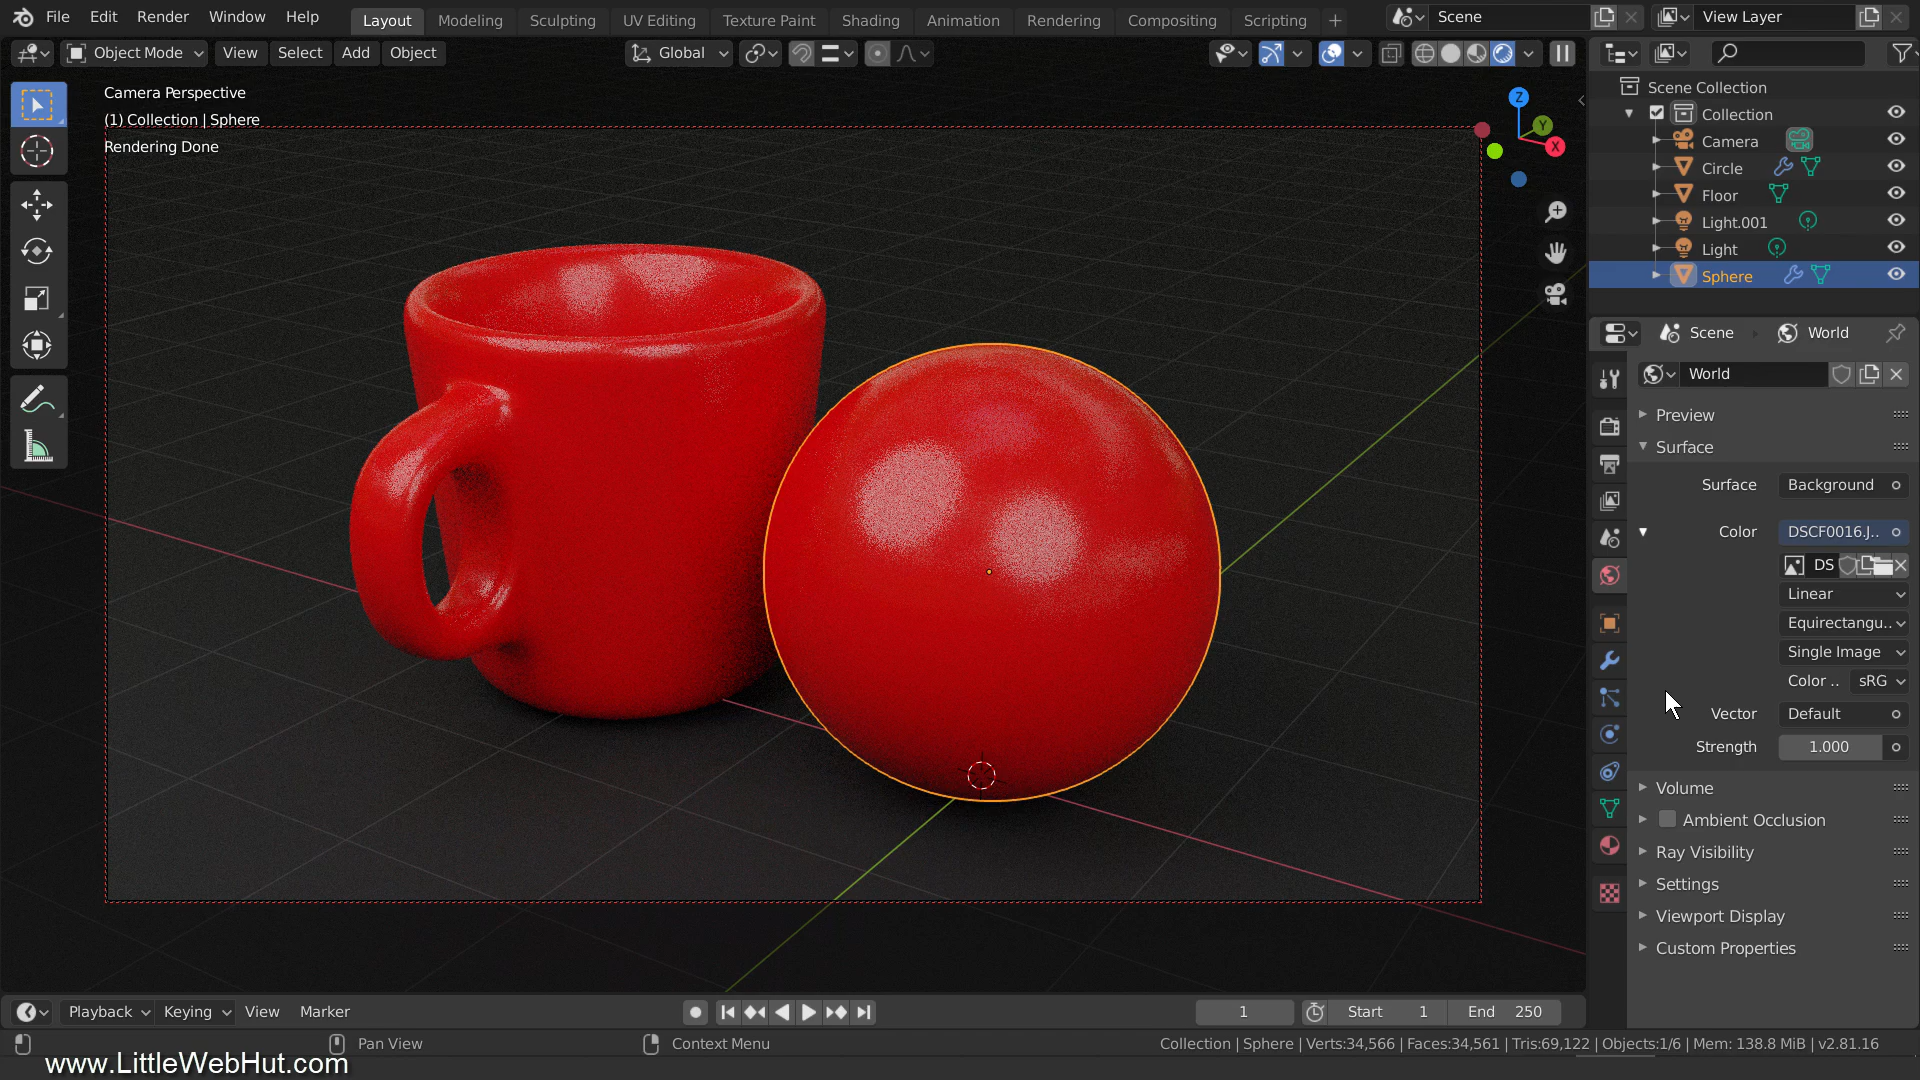 File Edit Render Window Help Layout Modeling Sculpting UV Editing Texture Paint Shading Animation Rendering Compositing Scripting + Scene View Layer
Object Mode View Select Add Object Global
Camera Perspective
(1) Collection | Sphere
Rendering Done
Z
Y
X
Scene Collection
Collection
Camera
Circle
Floor
Light.001
Light
Sphere
Scene World
World
Preview
Surface
Surface Background
Color DSCF0016.J..
DS
Linear
Equirectangu..
Single Image
Color .. sRG
Vector Default
Strength 1.000
Volume
Ambient Occlusion
Ray Visibility
Settings
Viewport Display
Custom Properties
Playback Keying View Marker 1 Start 1 End 250
Pan View Context Menu Collection | Sphere | Verts:34,566 | Faces:34,561 | Tris:69,122 | Objects:1/6 | Mem: 138.8 MiB | v2.81.16
www.LittleWebHut.com